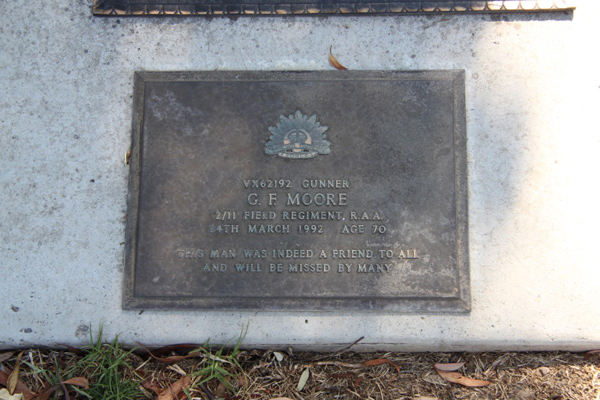 VX62192 GUNNER
G. F. MOORE
2/11 FIELD REGIMENT, R.A.A.
24TH MARCH 1992 AGE 70
THIS MAN WAS INDEED A FRIEND TO ALL
AND WILL BE MISSED BY MANY